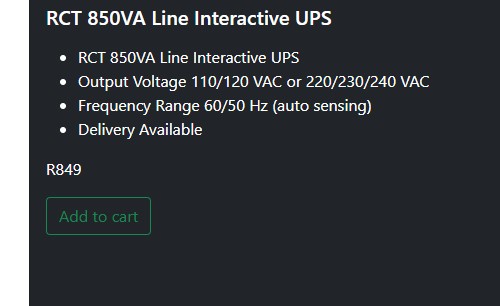 RCT 850VA Line Interactive UPS
RCT 850VA Line Interactive UPS
Output Voltage 110/120 VAC or 220/230/240 VAC
Frequency Range 60/50 Hz (auto sensing)
Delivery Available
R849
Add to cart